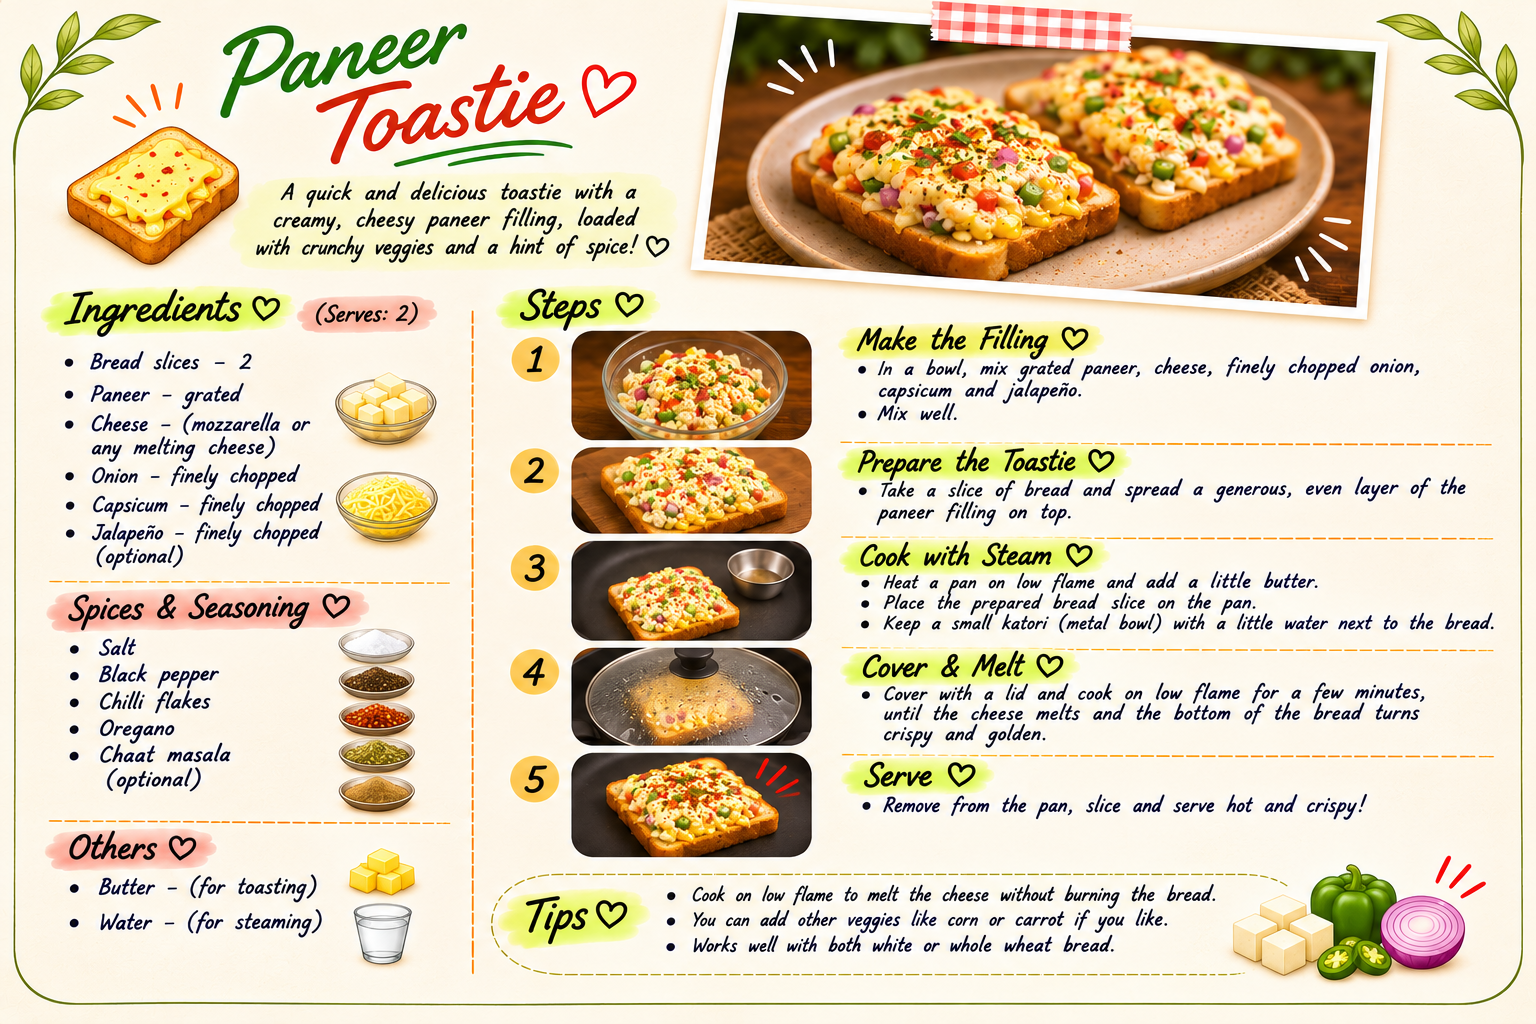 Paneer
Toastie
A quick and delicious toastie with a
creamy, cheesy paneer filling, loaded
with crunchy veggies and a hint of spice!
Ingredients
(Serves: 2)
• Bread slices – 2
• Paneer – grated
• Cheese – (mozzarella or
any melting cheese)
• Onion – finely chopped
• Capsicum – finely chopped
• Jalapeño – finely chopped
(optional)
Spices & Seasoning
• Salt
• Black pepper
• Chilli flakes
• Oregano
• Chaat masala
(optional)
Others
• Butter – (for toasting)
• Water – (for steaming)
Steps
1
Make the Filling
• In a bowl, mix grated paneer, cheese, finely chopped onion,
capsicum and jalapeño.
• Mix well.
2
Prepare the Toastie
• Take a slice of bread and spread a generous, even layer of the
paneer filling on top.
3
Cook with Steam
• Heat a pan on low flame and add a little butter.
• Place the prepared bread slice on the pan.
• Keep a small katori (metal bowl) with a little water next to the bread.
4
Cover & Melt
• Cover with a lid and cook on low flame for a few minutes,
until the cheese melts and the bottom of the bread turns
crispy and golden.
5
Serve
• Remove from the pan, slice and serve hot and crispy!
Tips
• Cook on low flame to melt the cheese without burning the bread.
• You can add other veggies like corn or carrot if you like.
• Works well with both white or whole wheat bread.